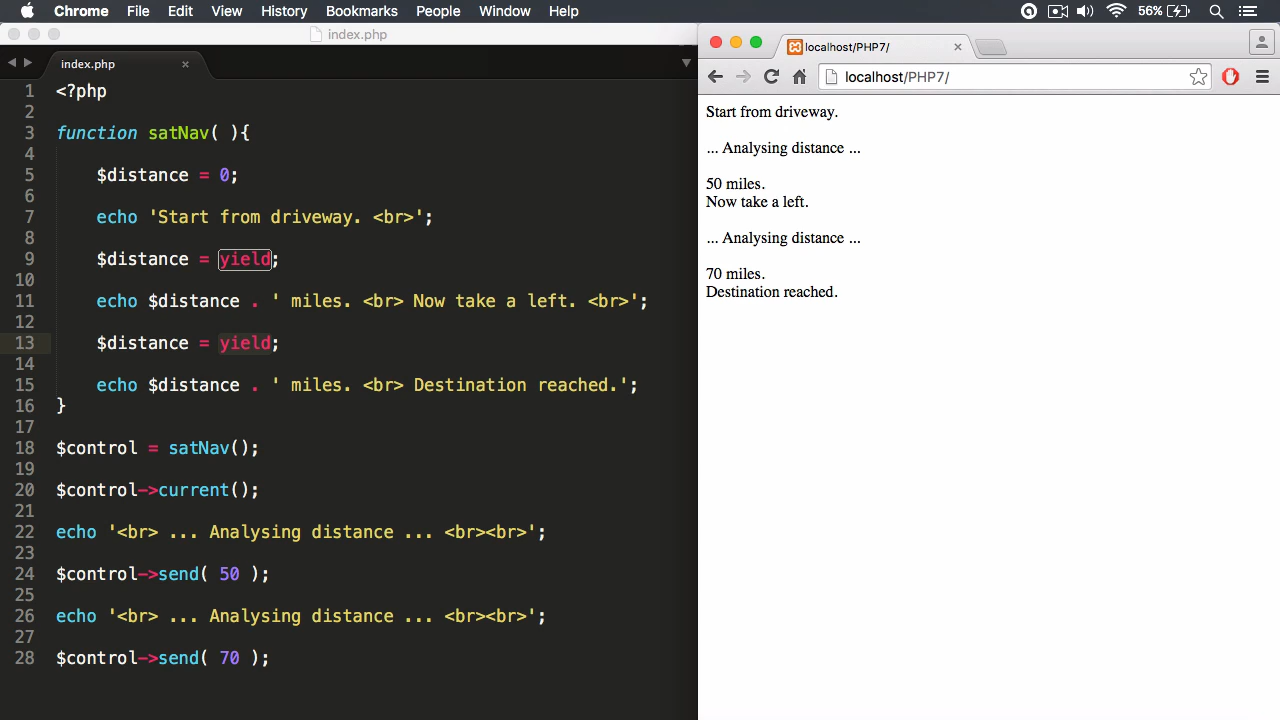 Chrome File Edit View History Bookmarks People Window Help 56%
index.php
index.php ×
1 <?php
2
3 function satNav( ){
4
5 $distance = 0;
6
7 echo 'Start from driveway. <br>';
8
9 $distance = yield;
10
11 echo $distance . ' miles. <br> Now take a left. <br>';
12
13 $distance = yield;
14
15 echo $distance . ' miles. <br> Destination reached.';
16 }
17
18 $control = satNav();
19
20 $control->current();
21
22 echo '<br> ... Analysing distance ... <br><br>';
23
24 $control->send( 50 );
25
26 echo '<br> ... Analysing distance ... <br><br>';
27
28 $control->send( 70 );
localhost/PHP7/ ×
localhost/PHP7/
Start from driveway.
... Analysing distance ...
50 miles.
Now take a left.
... Analysing distance ...
70 miles.
Destination reached.